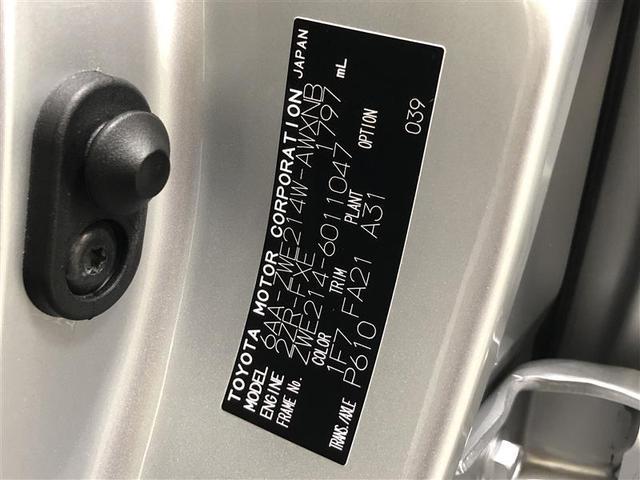 TOYOTA MOTOR CORPORATION JAPAN
MODEL 6AA-ZWE214W-AWXNB
ENGINE 2ZR-FXE 1797 mL
FRAME No. ZWE214-6011047
COLOR TRIM PLANT OPTION
1F7 FA21 A31
TRANS./AXLE P610
039